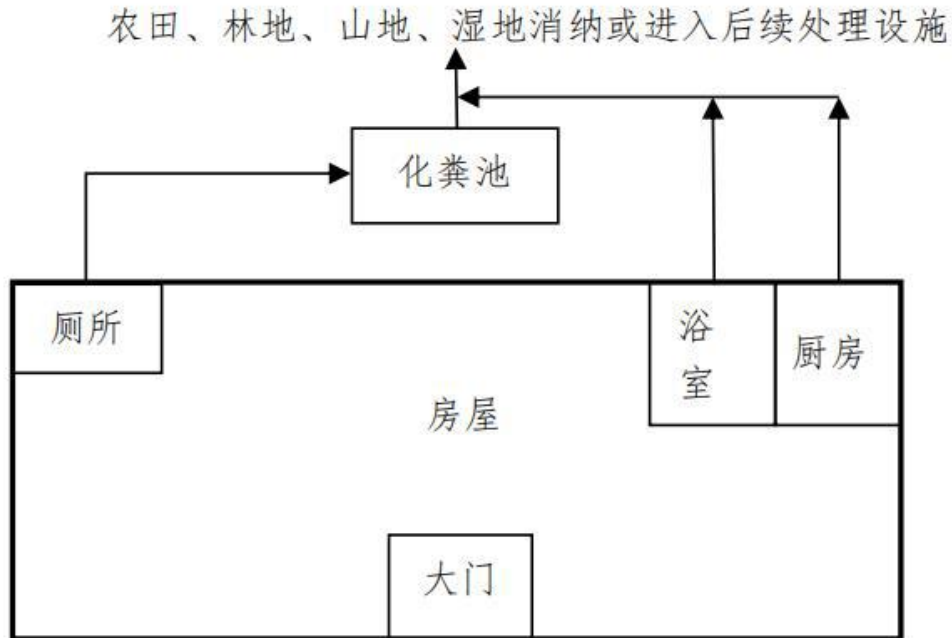 农田、林地、山地、湿地消纳或进入后续处理设施
化粪池
厕所
浴室
厨房
房屋
大门